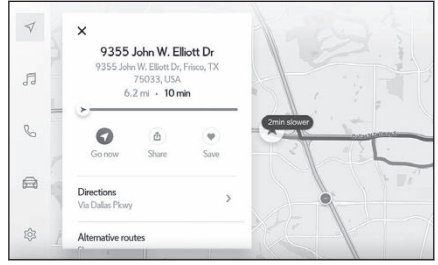 9355 John W. Elliott Dr
9355 John W. Elliott Dr, Frisco, TX
75033, USA
6.2 mi • 10 min
Go now
Share
Save
Directions
Via Dallas Pkwy
Alternative routes
2min slower